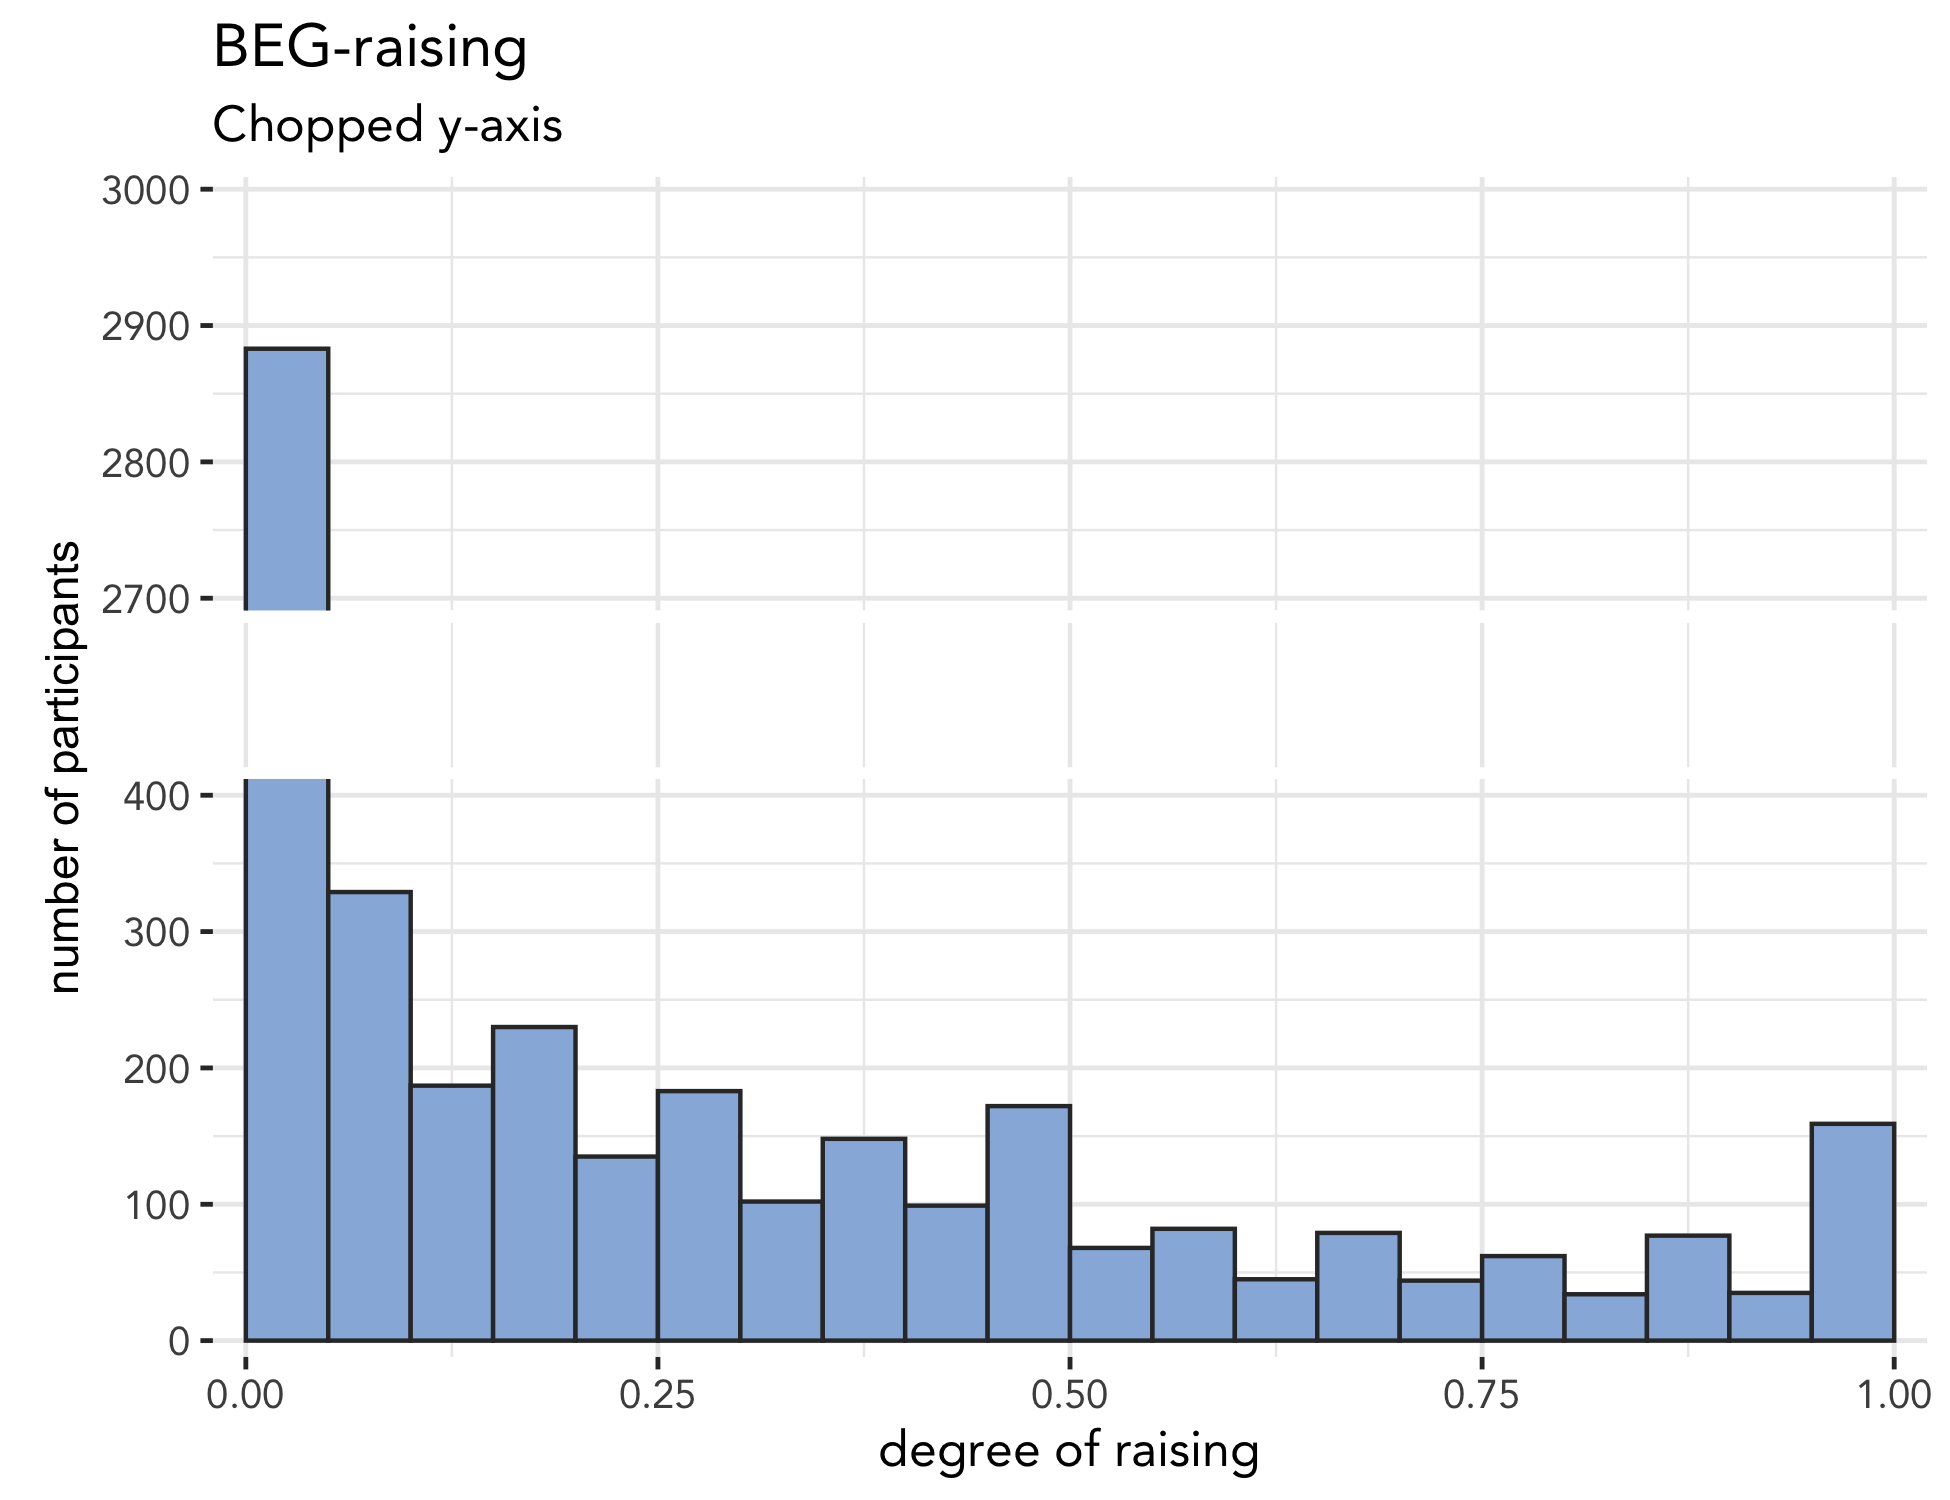 BEG-raising
Chopped y-axis
3000
2900
2800
2700
400
300
200
100
0
number of participants
0.00 0.25 0.50 0.75 1.00
degree of raising